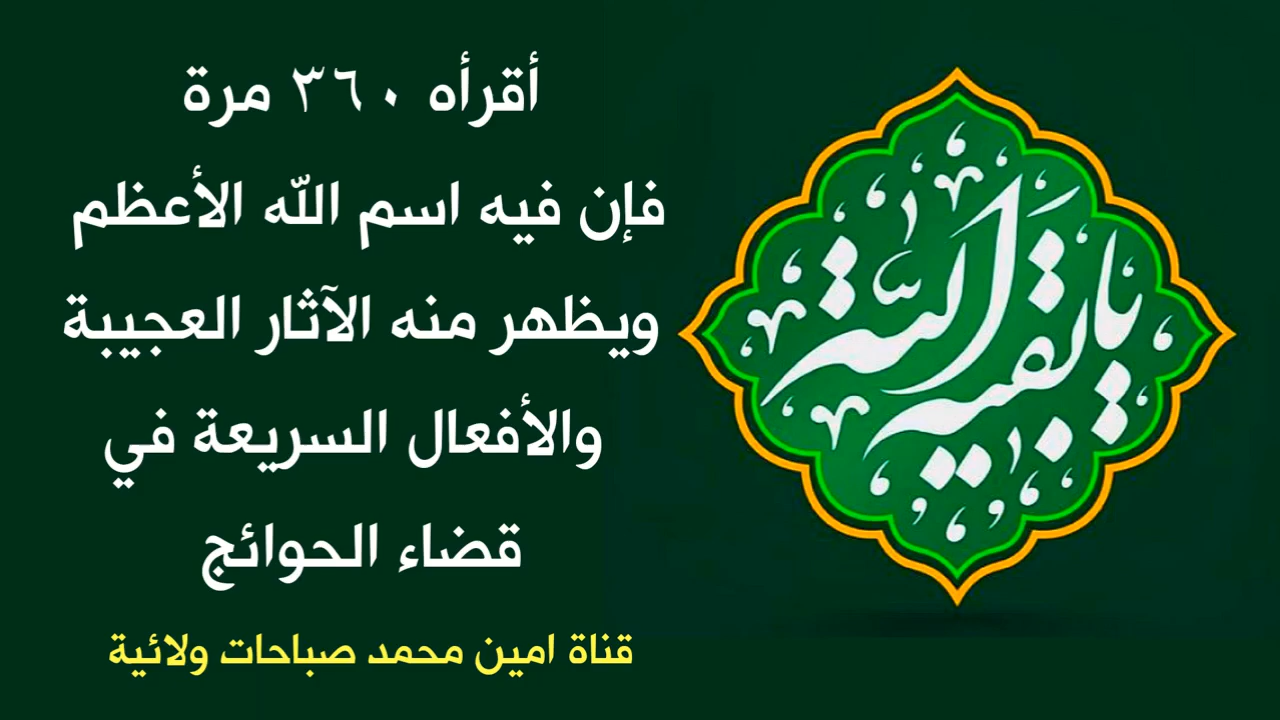 أقرأه ٣٦٠ مرة
فإن فيه اسم الله الأعظم
ويظهر منه الآثار العجيبة
والأفعال السريعة في
قضاء الحوائج
قناة امين محمد صباحات ولائية
يا بقية الله